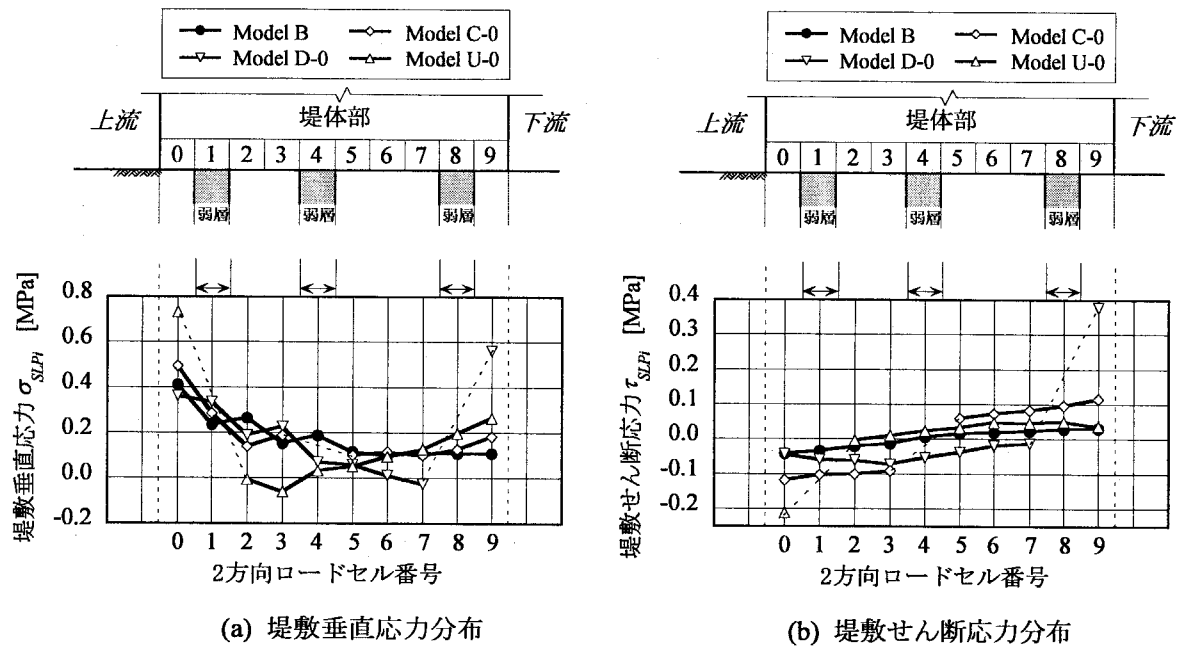 Model B Model C-0
Model D-0 Model U-0
上流 堤体部 下流
0 1 2 3 4 5 6 7 8 9
弱層 弱層 弱層
堤敷垂直応力 σSLPi [MPa]
0.8
0.6
0.4
0.2
0.0
-0.2
0 1 2 3 4 5 6 7 8 9
2方向ロードセル番号
(a) 堤敷垂直応力分布
Model B Model C-0
Model D-0 Model U-0
上流 堤体部 下流
0 1 2 3 4 5 6 7 8 9
弱層 弱層 弱層
堤敷せん断応力 τSLPi [MPa]
0.4
0.3
0.2
0.1
0.0
-0.1
-0.2
0 1 2 3 4 5 6 7 8 9
2方向ロードセル番号
(b) 堤敷せん断応力分布